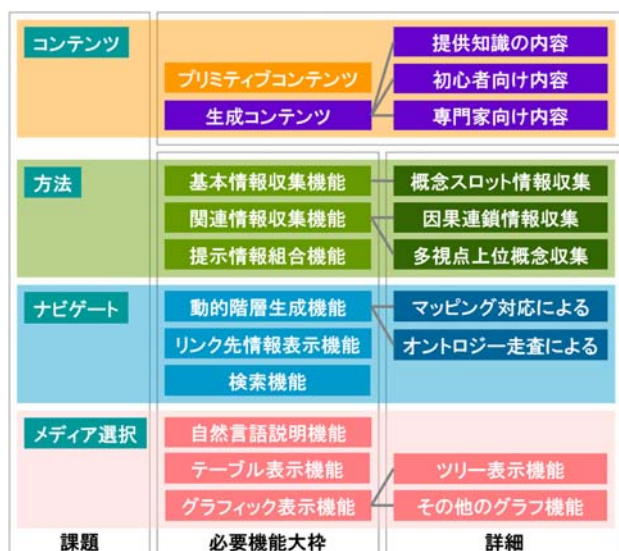 コンテンツ
提供知識の内容
プリミティブコンテンツ
初心者向け内容
生成コンテンツ
専門家向け内容
方法
基本情報収集機能
概念スロット情報収集
関連情報収集機能
因果連鎖情報収集
提示情報組合機能
多視点上位概念収集
ナビゲート
動的階層生成機能
マッピング対応による
リンク先情報表示機能
オントロジー走査による
検索機能
メディア選択
自然言語説明機能
テーブル表示機能
ツリー表示機能
グラフィック表示機能
その他のグラフ機能
課題
必要機能大枠
詳細